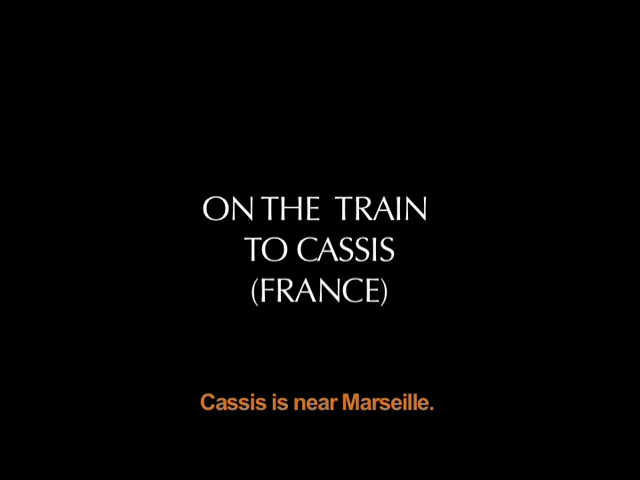 ON THE TRAIN
TO CASSIS
(FRANCE)
Cassis is near Marseille.